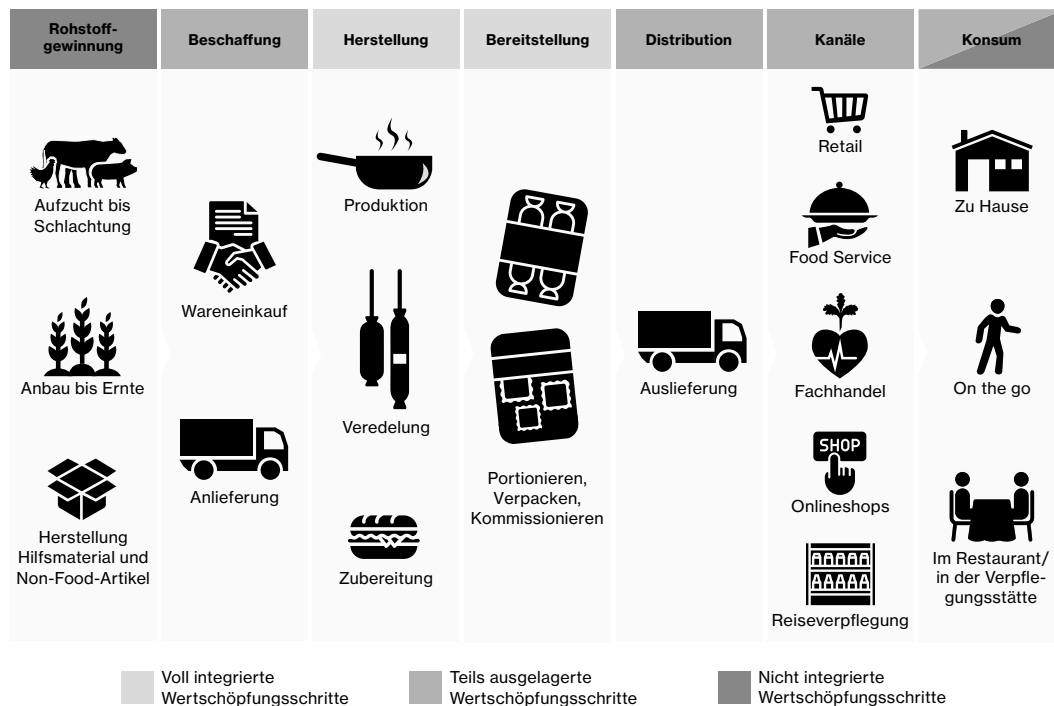 Rohstoff-
gewinnung
Beschaffung
Herstellung
Bereitstellung
Distribution
Kanäle
Konsum
Aufzucht bis
Schlachtung
Anbau bis Ernte
Herstellung
Hilfsmaterial und
Non-Food-Artikel
Wareneinkauf
Anlieferung
Produktion
Veredelung
Zubereitung
Portionieren,
Verpacken,
Kommissionieren
Auslieferung
Retail
Food Service
Fachhandel
SHOP
Onlineshops
Reiseverpflegung
Zu Hause
On the go
Im Restaurant/
in der Verpfle-
gungsstätte
Voll integrierte
Wertschöpfungsschritte
Teils ausgelagerte
Wertschöpfungsschritte
Nicht integrierte
Wertschöpfungsschritte